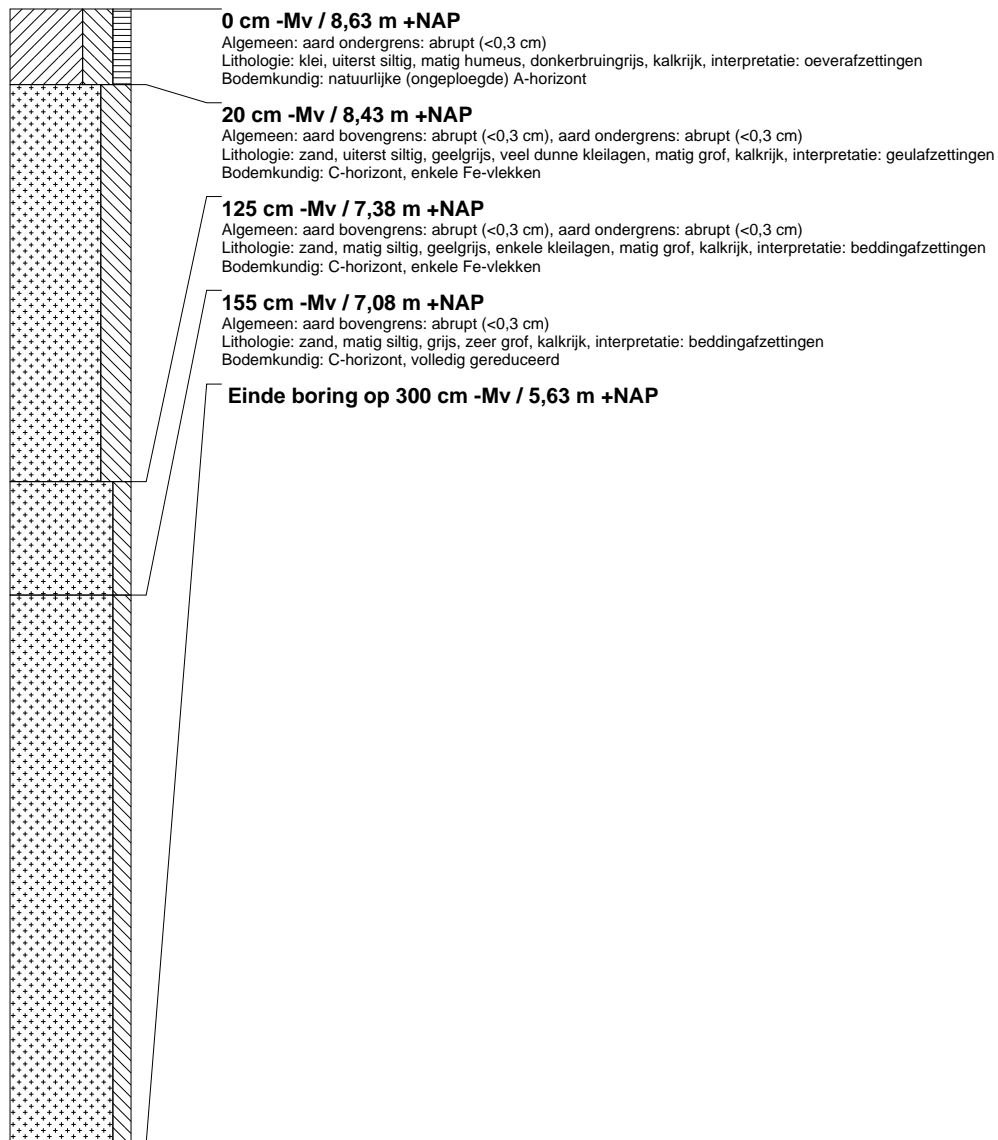 0 cm -Mv / 8,63 m +NAP
Algemeen: aard ondergrens: abrupt (<0,3 cm)
Lithologie: klei, uiterst siltig, matig humeus, donkerbruingrijs, kalkrijk, interpretatie: oeverafzettingen
Bodemkundig: natuurlijke (ongeploegde) A-horizont
20 cm -Mv / 8,43 m +NAP
Algemeen: aard bovengrens: abrupt (<0,3 cm), aard ondergrens: abrupt (<0,3 cm)
Lithologie: zand, uiterst siltig, geelgrijs, veel dunne kleilagen, matig grof, kalkrijk, interpretatie: geulafzettingen
Bodemkundig: C-horizont, enkele Fe-vlekken
125 cm -Mv / 7,38 m +NAP
Algemeen: aard bovengrens: abrupt (<0,3 cm), aard ondergrens: abrupt (<0,3 cm)
Lithologie: zand, matig siltig, geelgrijs, enkele kleilagen, matig grof, kalkrijk, interpretatie: beddingafzettingen
Bodemkundig: C-horizont, enkele Fe-vlekken
155 cm -Mv / 7,08 m +NAP
Algemeen: aard bovengrens: abrupt (<0,3 cm)
Lithologie: zand, matig siltig, grijs, zeer grof, kalkrijk, interpretatie: beddingafzettingen
Bodemkundig: C-horizont, volledig gereduceerd
Einde boring op 300 cm -Mv / 5,63 m +NAP